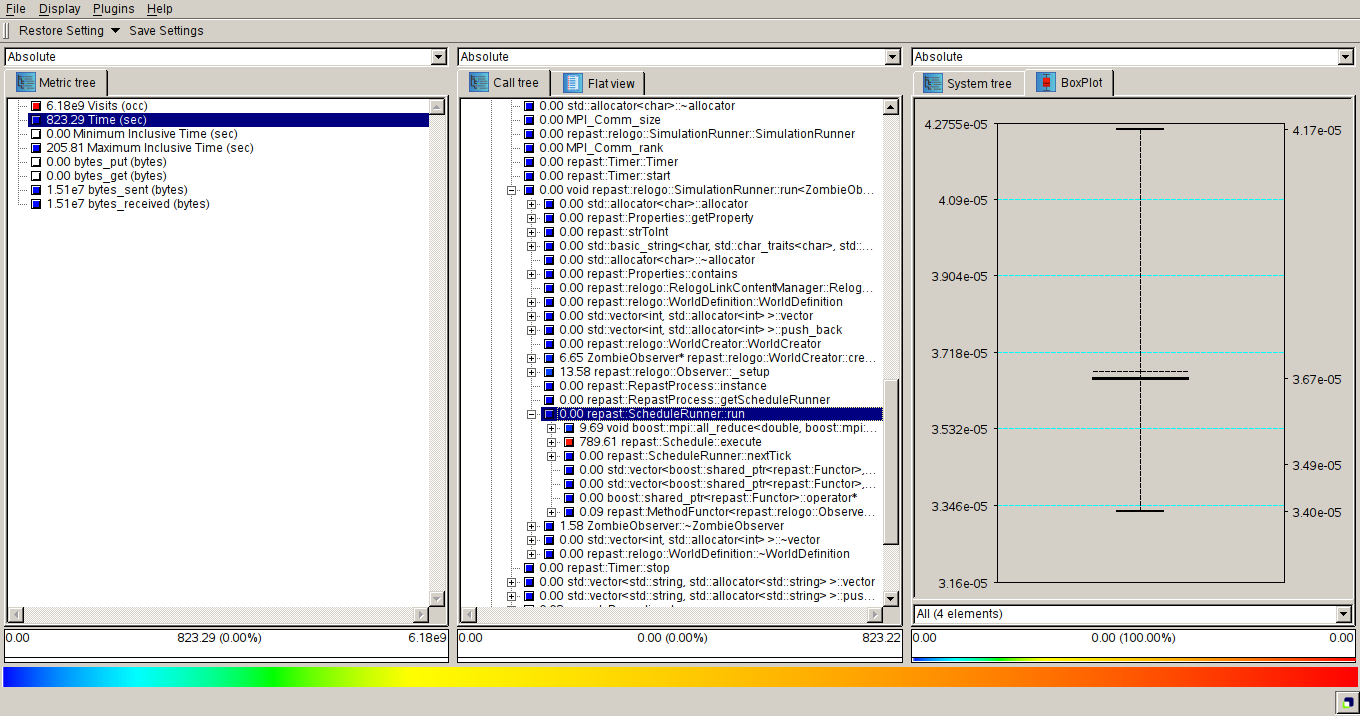 File Display Plugins Help
Restore Setting Save Settings
Absolute
Metric tree
6.18e9 Visits (occ)
823.29 Time (sec)
0.00 Minimum Inclusive Time (sec)
205.81 Maximum Inclusive Time (sec)
0.00 bytes_put (bytes)
0.00 bytes_get (bytes)
1.51e7 bytes_sent (bytes)
1.51e7 bytes_received (bytes)
0.00 823.29 (0.00%) 6.18e9
Absolute
Call tree Flat view
0.00 std::allocator<char>::~allocator
0.00 MPI_Comm_size
0.00 repast::relogo::SimulationRunner::SimulationRunner
0.00 MPI_Comm_rank
0.00 repast::Timer::Timer
0.00 repast::Timer::start
0.00 void repast::relogo::SimulationRunner::run<ZombieOb...
0.00 std::allocator<char>::allocator
0.00 repast::Properties::getProperty
0.00 repast::strToInt
0.00 std::basic_string<char, std::char_traits<char>, std::...
0.00 std::allocator<char>::~allocator
0.00 repast::Properties::contains
0.00 repast::relogo::RelogoLinkContentManager::Relog...
0.00 repast::relogo::WorldDefinition::WorldDefinition
0.00 std::vector<int, std::allocator<int> >::vector
0.00 std::vector<int, std::allocator<int> >::push_back
0.00 repast::relogo::WorldCreator::WorldCreator
6.65 ZombieObserver* repast::relogo::WorldCreator::cre...
13.58 repast::relogo::Observer::_setup
0.00 repast::RepastProcess::instance
0.00 repast::RepastProcess::getScheduleRunner
0.00 repast::ScheduleRunner::run
9.69 void boost::mpi::all_reduce<double, boost::mpi:...
789.61 repast::Schedule::execute
0.00 repast::ScheduleRunner::nextTick
0.00 std::vector<boost::shared_ptr<repast::Functor>,...
0.00 std::vector<boost::shared_ptr<repast::Functor>,...
0.00 boost::shared_ptr<repast::Functor>::operator*
0.09 repast::MethodFunctor<repast::relogo::Observe...
1.58 ZombieObserver::~ZombieObserver
0.00 std::vector<int, std::allocator<int> >::~vector
0.00 repast::relogo::WorldDefinition::~WorldDefinition
0.00 repast::Timer::stop
0.00 std::vector<std::string, std::allocator<std::string> >::vector
0.00 std::vector<std::string, std::allocator<std::string> >::pus...
0.00 0.00 (0.00%) 823.22
Absolute
System tree BoxPlot
4.2755e-05
4.17e-05
4.09e-05
3.904e-05
3.718e-05
3.67e-05
3.532e-05
3.49e-05
3.346e-05
3.40e-05
3.16e-05
All (4 elements)
0.00 0.00 (100.00%) 0.00